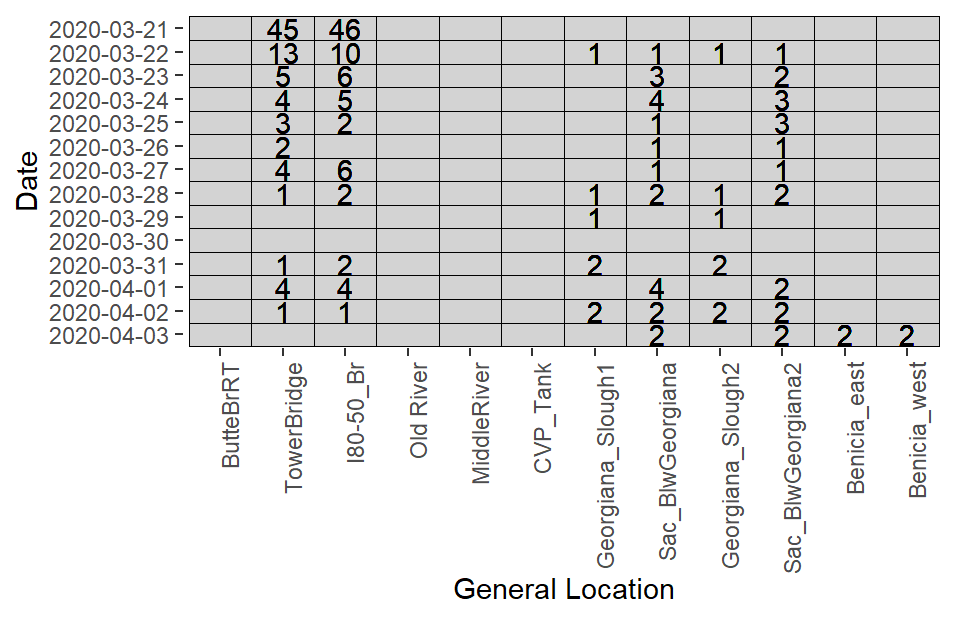 2020-03-21 45 46
2020-03-22 13 10 1 1 1 1
2020-03-23 5 6 3 2
2020-03-24 4 5 4 3
2020-03-25 3 2 1 3
2020-03-26 2 1 1
2020-03-27 4 6 1 1
2020-03-28 1 2 1 2 1 2
2020-03-29 1 1
2020-03-30
2020-03-31 1 2 2 2
2020-04-01 4 4 4 2
2020-04-02 1 1 2 2 2 2
2020-04-03 2 2 2 2
Date
ButteBrRT
TowerBridge
I80-50_Br
Old River
MiddleRiver
CVP_Tank
Georgiana_Slough1
Sac_BlwGeorgiana
Georgiana_Slough2
Sac_BlwGeorgiana2
Benicia_east
Benicia_west
General Location